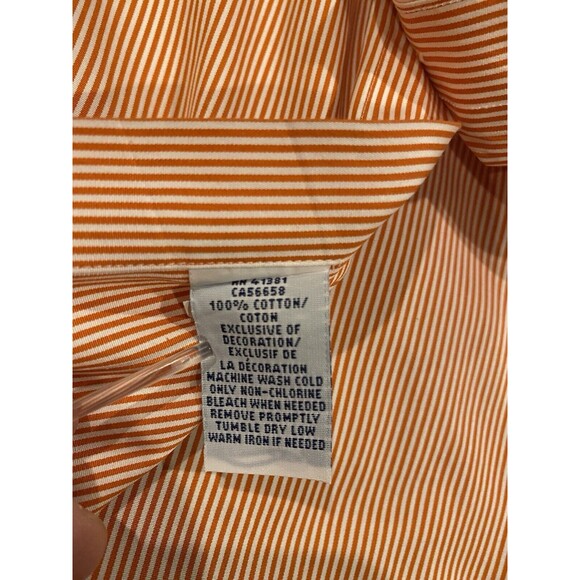 RN 41381
CA56658
100% COTTON/
COTON
EXCLUSIVE OF
DECORATION/
EXCLUSIF DE
LA DÉCORATION
MACHINE WASH COLD
ONLY NON-CHLORINE
BLEACH WHEN NEEDED
REMOVE PROMPTLY
TUMBLE DRY LOW
WARM IRON IF NEEDED